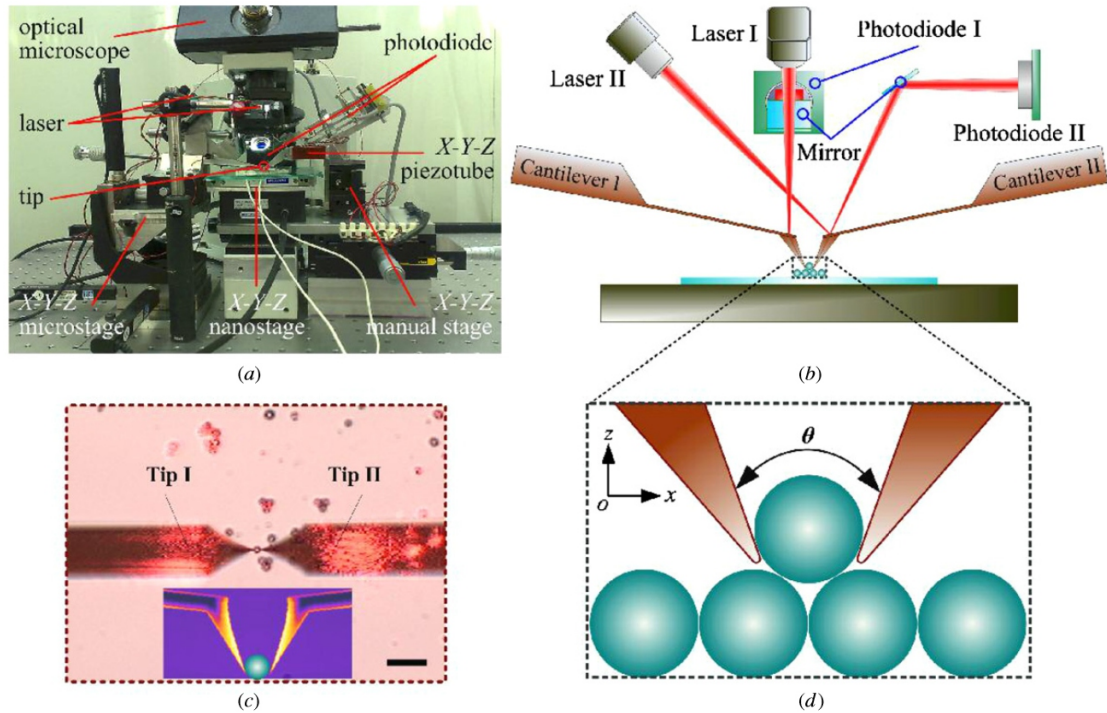 optical
microscope
photodiode
laser
X-Y-Z
piezotube
tip
X-Y-Z
microstage
X-Y-Z
nanostage
X-Y-Z
manual stage
(a)
Laser I
Photodiode I
Laser II
Mirror
Photodiode II
Cantilever I
Cantilever II
(b)
Tip I
Tip II
(c)
θ
z
o
x
(d)